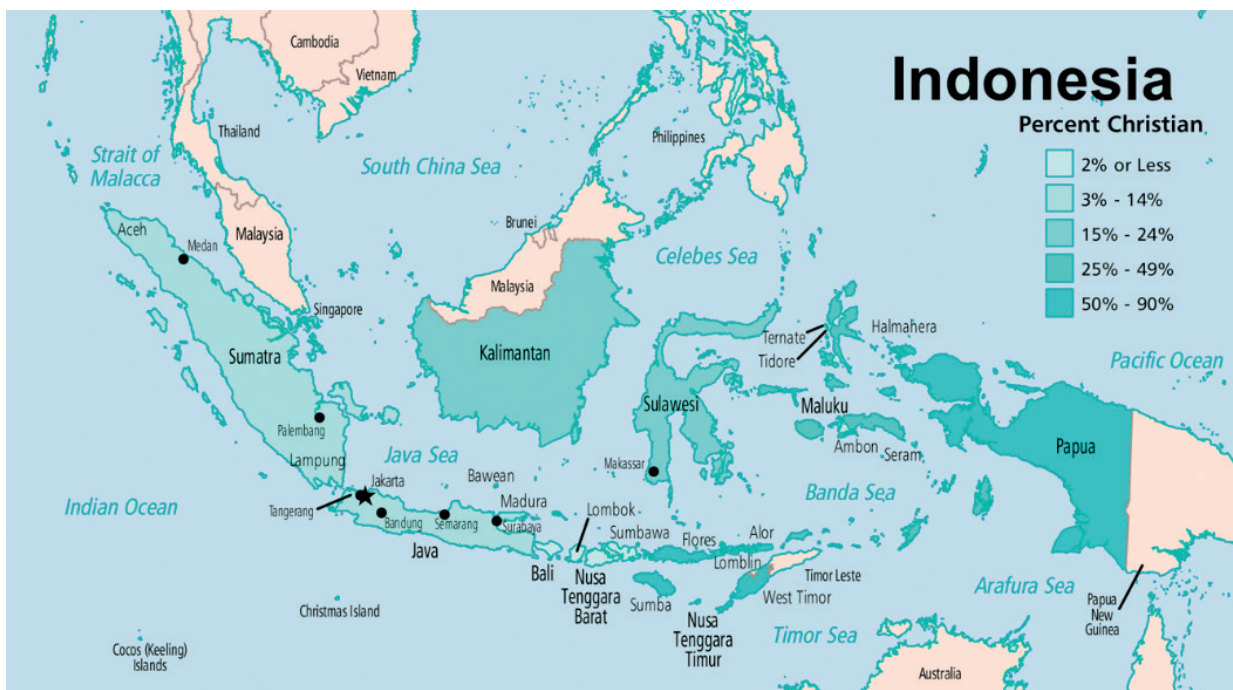 Indonesia
Percent Christian
2% or Less
3% - 14%
15% - 24%
25% - 49%
50% - 90%
Cambodia
Vietnam
Thailand
Philippines
Strait of
Malacca
South China Sea
Aceh
Medan
Malaysia
Brunei
Celebes Sea
Malaysia
Singapore
Ternate
Tidore
Halmahera
Pacific Ocean
Sumatra
Kalimantan
Sulawesi
Maluku
Ambon
Seram
Papua
Palembang
Lampung
Java Sea
Makassar
Indian Ocean
Jakarta
Tangerang
Bawean
Madura
Bandung
Semarang
Surabaya
Java
Lombok
Sumbawa
Flores
Alor
Banda Sea
Bali
Nusa
Tenggara
Barat
Lomblin
Timor Leste
Sumba
West Timor
Nusa
Tenggara
Timur
Timor Sea
Arafura Sea
Papua
New
Guinea
Christmas Island
Cocos (Keeling)
Islands
Australia